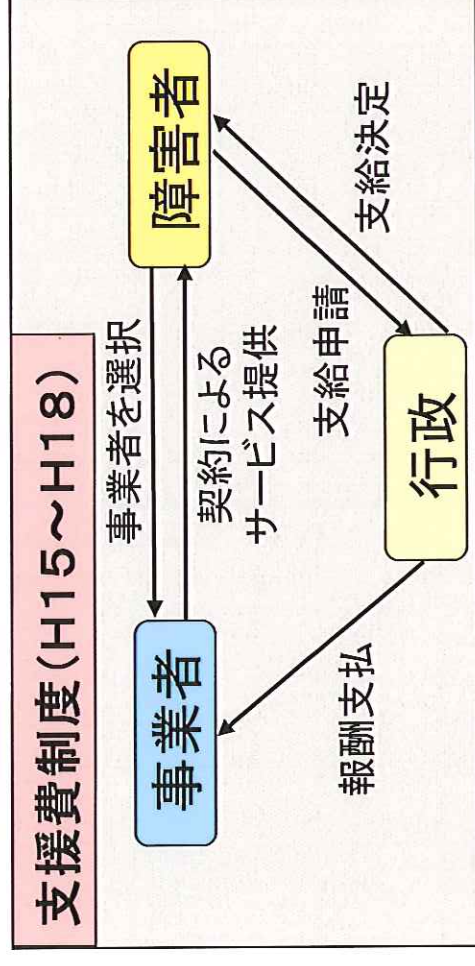 支援費制度(H15～H18)
事業者を選択
事業者
障害者
契約による
サービス提供
報酬支払
支給申請
支給決定
行政